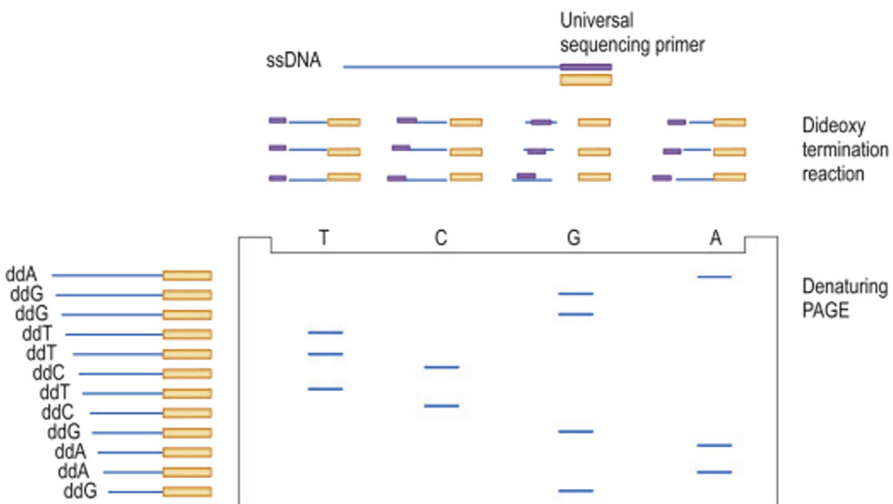 Universal
sequencing primer
ssDNA
Dideoxy
termination
reaction
T C G A
Denaturing
PAGE
ddA
ddG
ddG
ddT
ddT
ddC
ddT
ddC
ddG
ddA
ddA
ddG